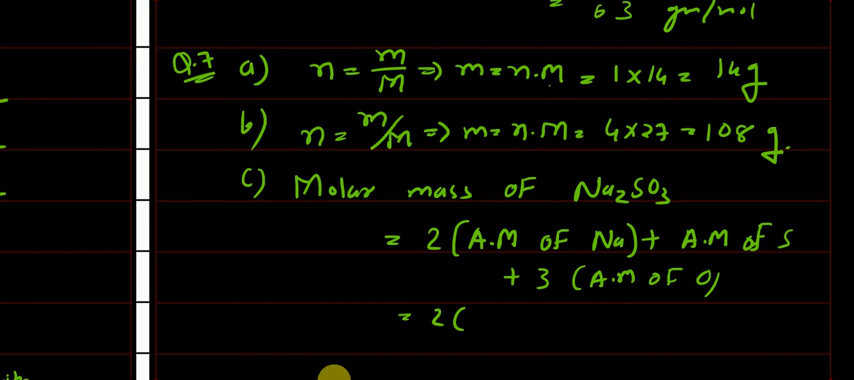 = 63 gm/mol
Q.7 a) n = m/M => m = n.M = 1 x 14 = 14 g
b) n = m/M => m = n.M = 4 x 27 = 108 g.
c) Molar mass of Na₂SO₃
= 2 (A.M of Na) + A.M of S
+ 3 (A.M of O)
= 2 (